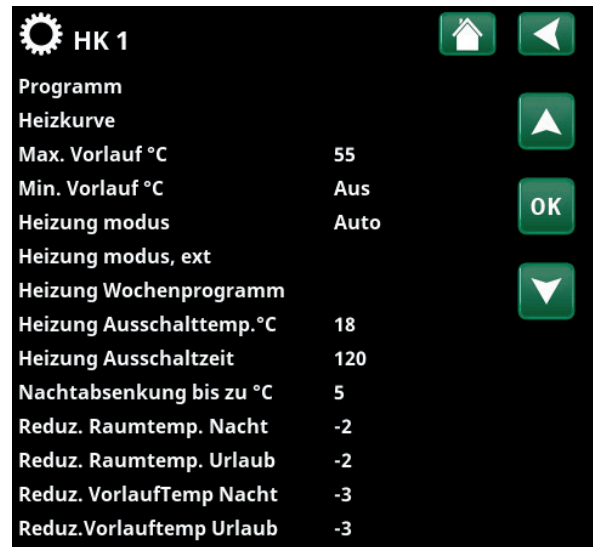 HK 1
Programm
Heizkurve
Max. Vorlauf °C 55
Min. Vorlauf °C Aus
Heizung modus Auto
OK
Heizung modus, ext
Heizung Wochenprogramm
Heizung Ausschalttemp.°C 18
Heizung Ausschaltzeit 120
Nachtabsenkung bis zu °C 5
Reduz. Raumtemp. Nacht -2
Reduz. Raumtemp. Urlaub -2
Reduz. VorlaufTemp Nacht -3
Reduz.Vorlauftemp Urlaub -3